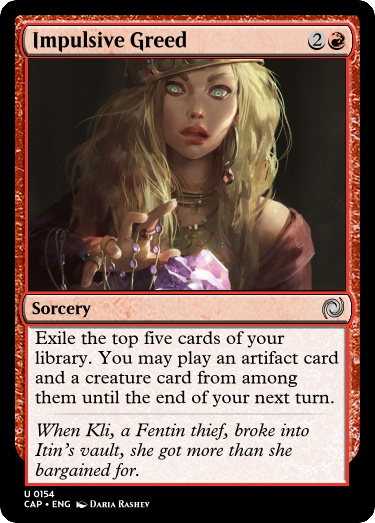 Impulsive Greed 2
Sorcery
Exile the top five cards of your
library. You may play an artifact card
and a creature card from among
them until the end of your next turn.
When Kli, a Fentin thief, broke into
Itin's vault, she got more than she
bargained for.
U 0154
CAP • ENG Daria Rashev